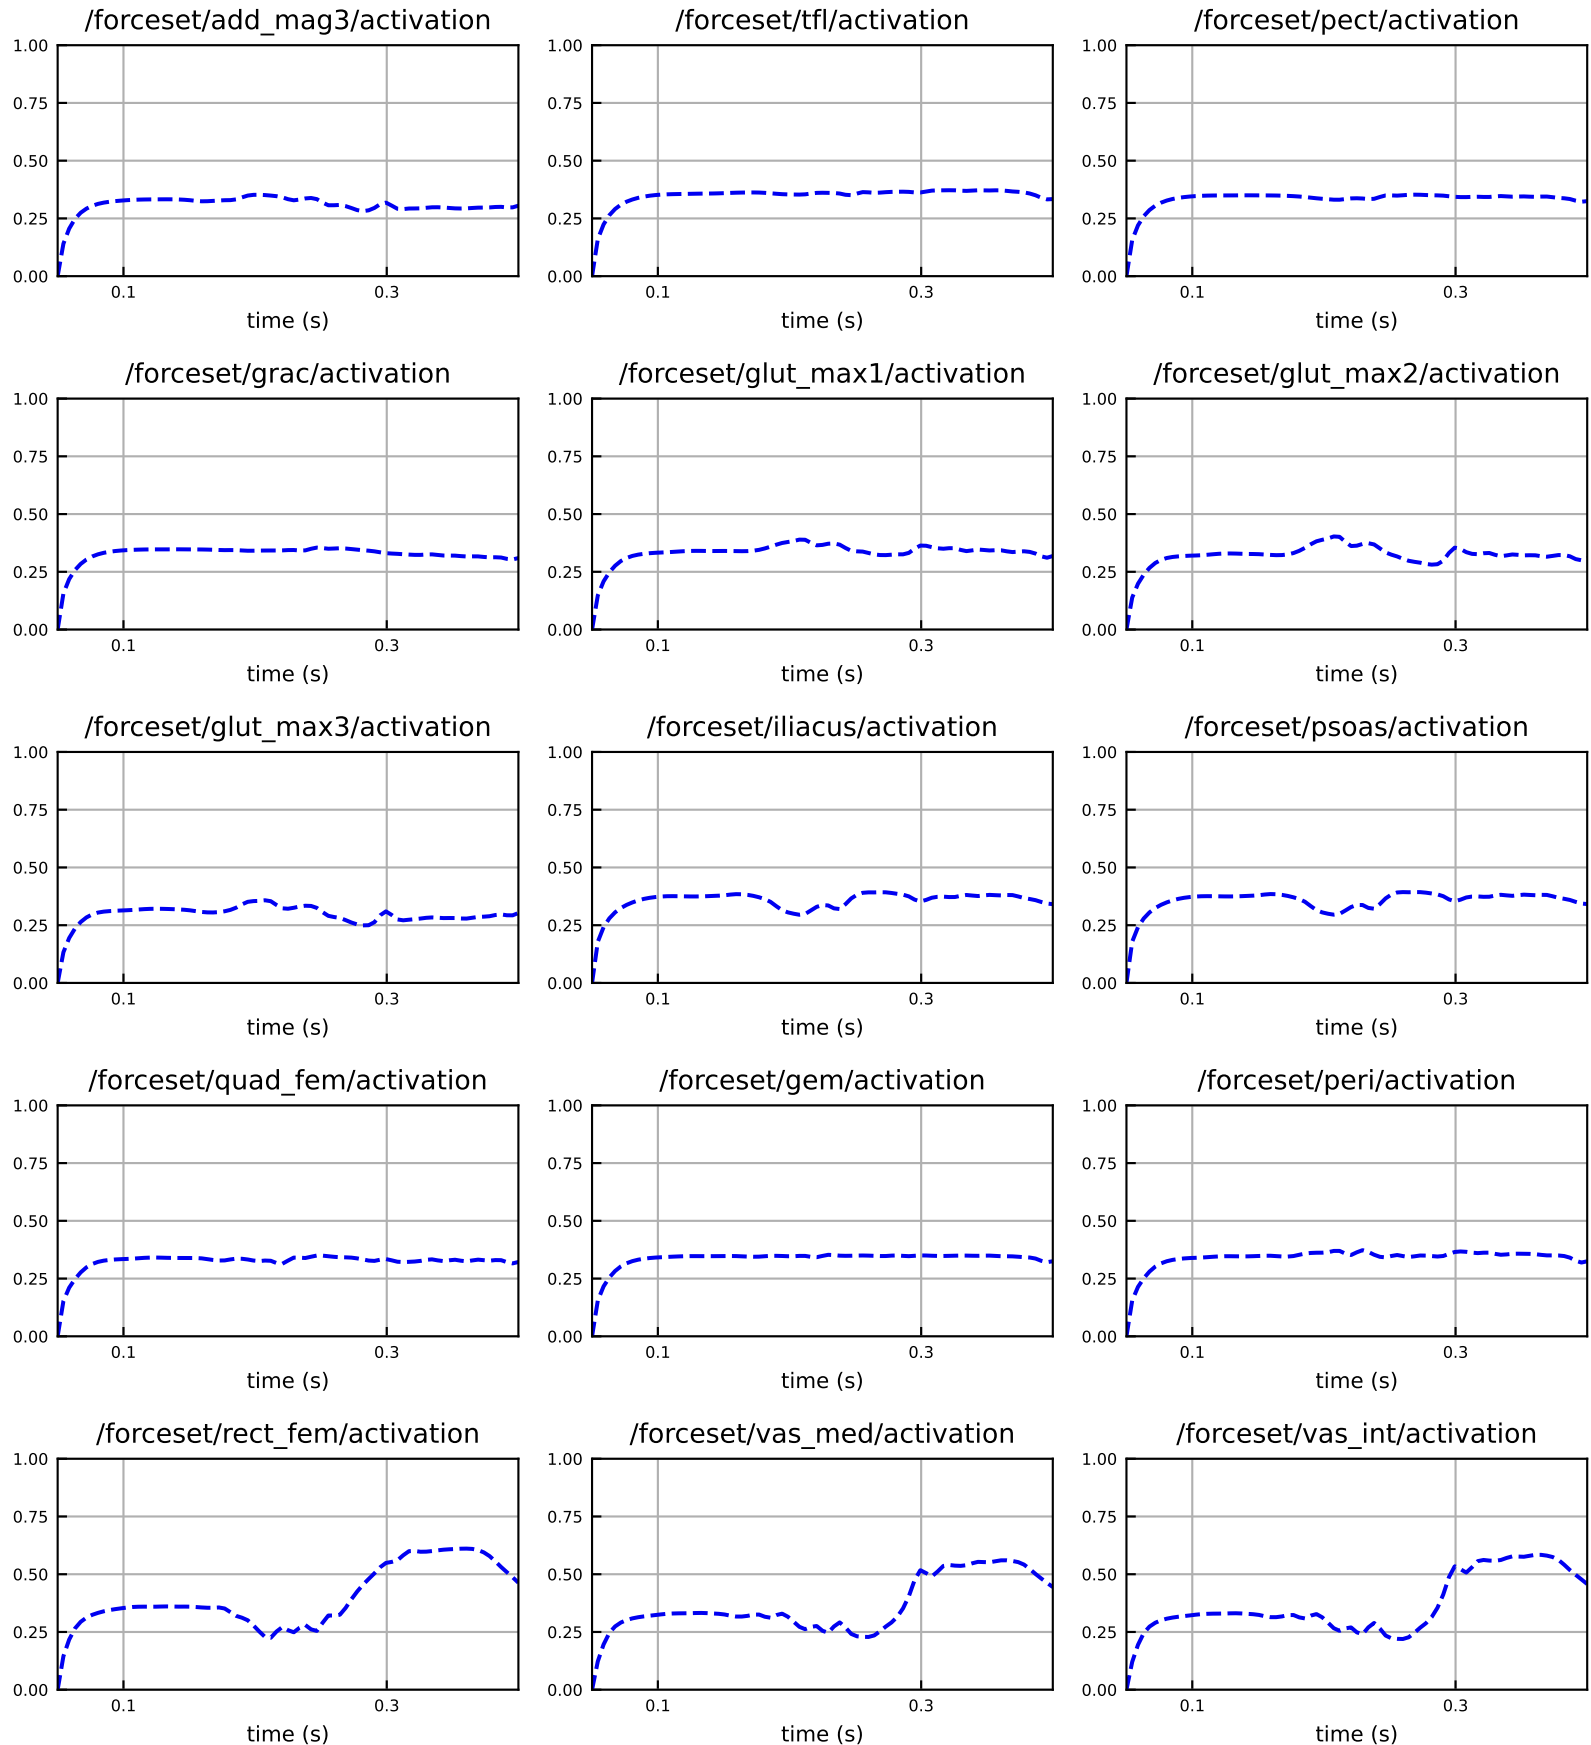 /forceset/add_mag3/activation /forceset/tfl/activation /forceset/pect/activation
1.00 1.00 1.00
0.75 0.75 0.75
0.50 0.50 0.50
0.25 0.25 0.25
0.00 0.00 0.00
0.1 0.3 0.1 0.3 0.1 0.3
time (s) time (s) time (s)
/forceset/grac/activation /forceset/glut_max1/activation /forceset/glut_max2/activation
1.00 1.00 1.00
0.75 0.75 0.75
0.50 0.50 0.50
0.25 0.25 0.25
0.00 0.00 0.00
0.1 0.3 0.1 0.3 0.1 0.3
time (s) time (s) time (s)
/forceset/glut_max3/activation /forceset/iliacus/activation /forceset/psoas/activation
1.00 1.00 1.00
0.75 0.75 0.75
0.50 0.50 0.50
0.25 0.25 0.25
0.00 0.00 0.00
0.1 0.3 0.1 0.3 0.1 0.3
time (s) time (s) time (s)
/forceset/quad_fem/activation /forceset/gem/activation /forceset/peri/activation
1.00 1.00 1.00
0.75 0.75 0.75
0.50 0.50 0.50
0.25 0.25 0.25
0.00 0.00 0.00
0.1 0.3 0.1 0.3 0.1 0.3
time (s) time (s) time (s)
/forceset/rect_fem/activation /forceset/vas_med/activation /forceset/vas_int/activation
1.00 1.00 1.00
0.75 0.75 0.75
0.50 0.50 0.50
0.25 0.25 0.25
0.00 0.00 0.00
0.1 0.3 0.1 0.3 0.1 0.3
time (s) time (s) time (s)